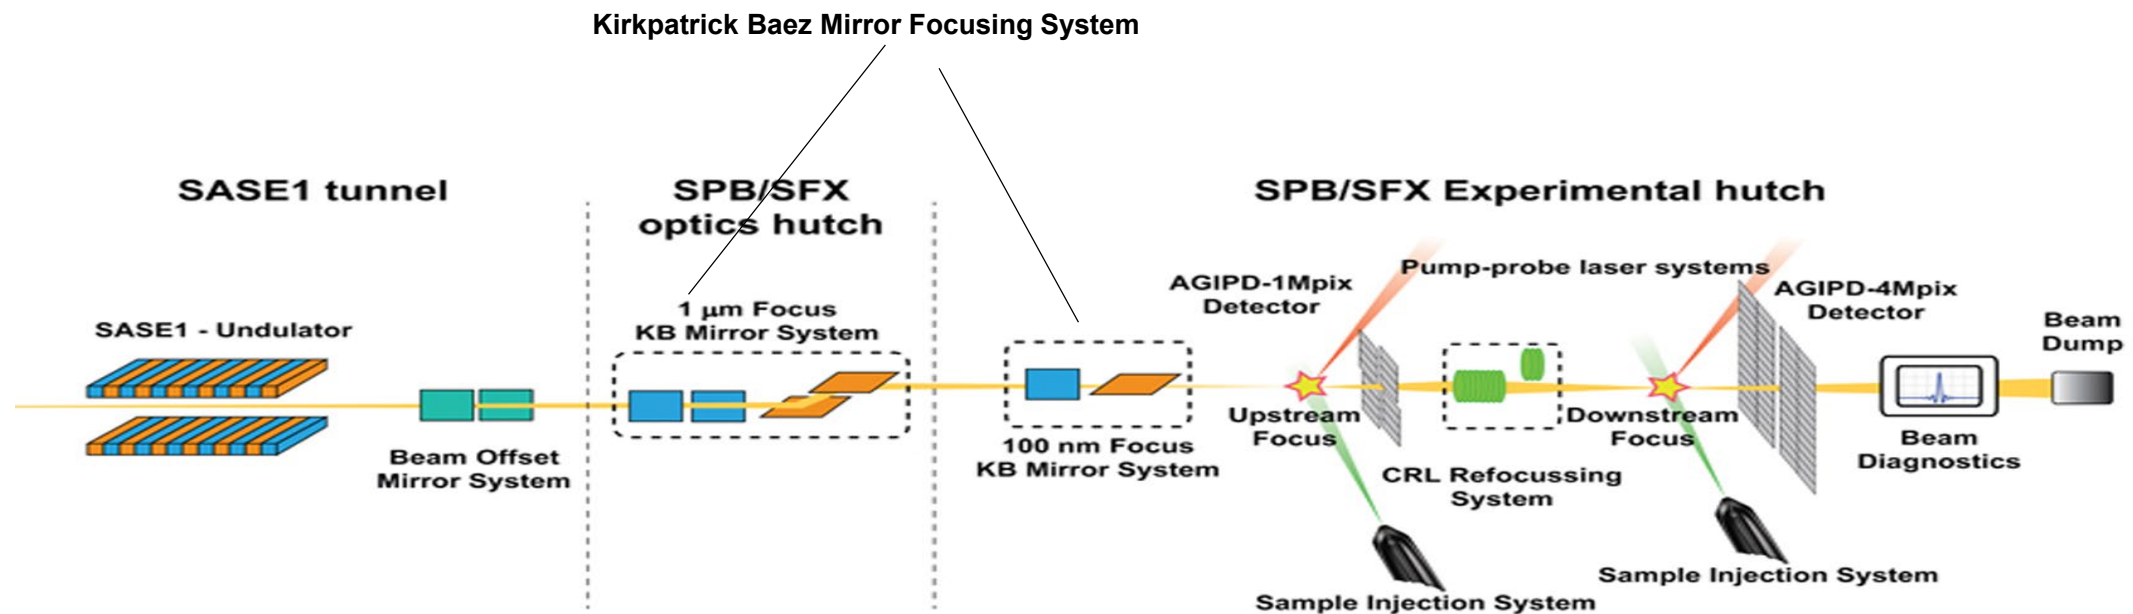 Kirkpatrick Baez Mirror Focusing System
SASE1 tunnel
SPB/SFX
optics hutch
SPB/SFX Experimental hutch
SASE1 - Undulator
Beam Offset
Mirror System
1 μm Focus
KB Mirror System
100 nm Focus
KB Mirror System
AGIPD-1Mpix
Detector
Pump-probe laser systems
AGIPD-4Mpix
Detector
Beam
Dump
Upstream
Focus
Downstream
Focus
CRL Refocussing
System
Beam
Diagnostics
Sample Injection System
Sample Injection System